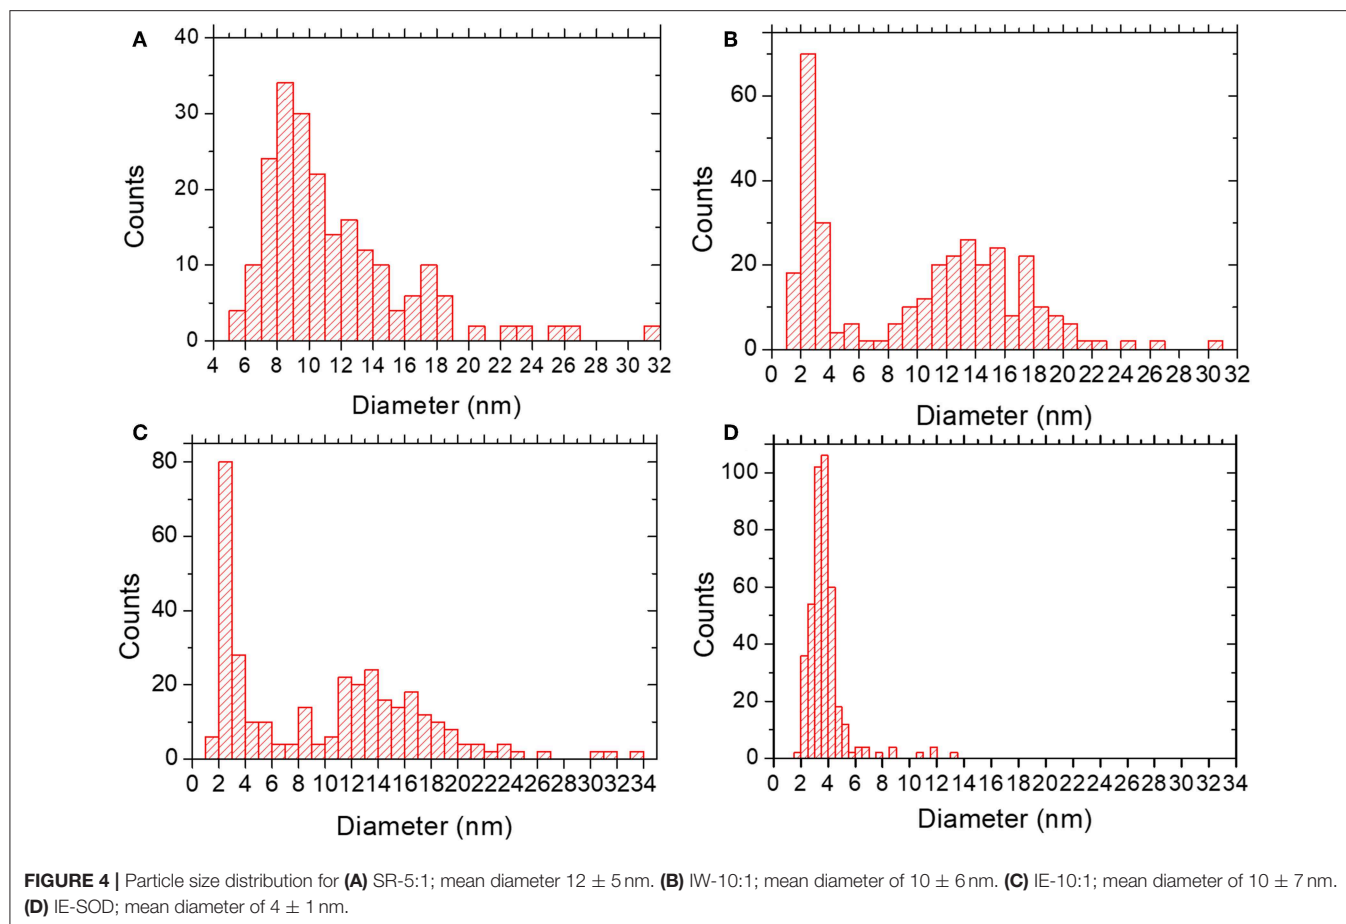 A
40
30
20
10
0
Counts
4 6 8 10 12 14 16 18 20 22 24 26 28 30 32
Diameter (nm)
B
60
40
20
0
Counts
0 2 4 6 8 10 12 14 16 18 20 22 24 26 28 30 32
Diameter (nm)
C
80
60
40
20
0
Counts
0 2 4 6 8 10 12 14 16 18 20 22 24 26 28 30 32 34
Diameter (nm)
D
100
80
60
40
20
0
Counts
0 2 4 6 8 10 12 14 16 18 20 22 24 26 28 30 32 34
Diameter (nm)
FIGURE 4 | Particle size distribution for (A) SR-5:1; mean diameter 12 ± 5 nm. (B) IW-10:1; mean diameter of 10 ± 6 nm. (C) IE-10:1; mean diameter of 10 ± 7 nm.
(D) IE-SOD; mean diameter of 4 ± 1 nm.